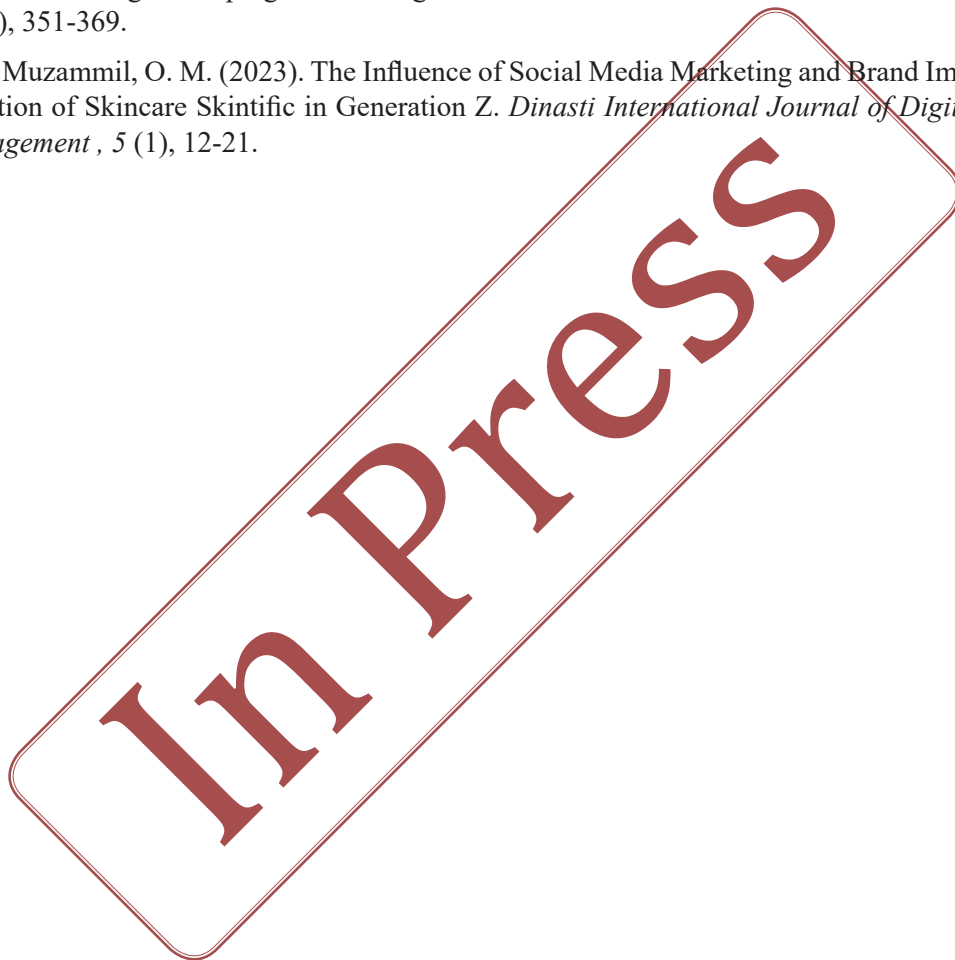 ), 351-369.
Muzammil, O. M. (2023). The Influence of Social Media Marketing and Brand Im
tion of Skincare Skintific in Generation Z. Dinasti International Journal of Digit
agement , 5 (1), 12-21.
In Press